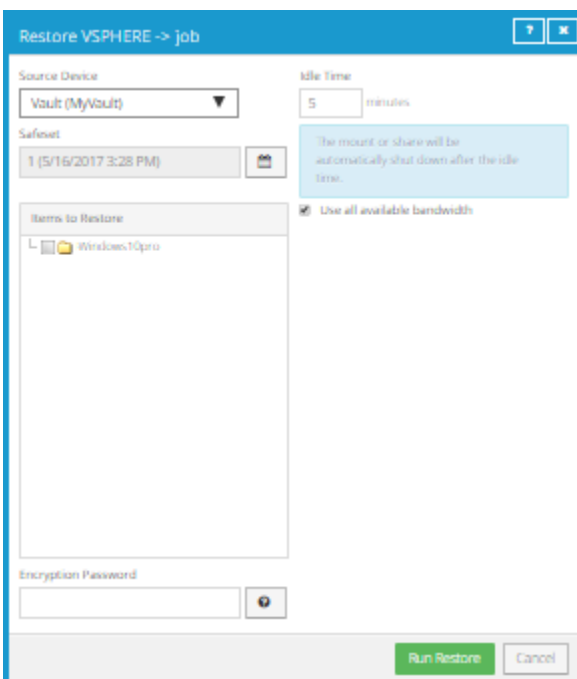 Restore VSPHERE -> job
?
Source Device
Vault (MyVault)
Safeset
1 (5/16/2017 3:28 PM)
Items to Restore
Windows10pro
Encryption Password
?
Idle Time
5 minutes
The mount or share will be
automatically shut down after the idle
time.
Use all available bandwidth
Run Restore
Cancel